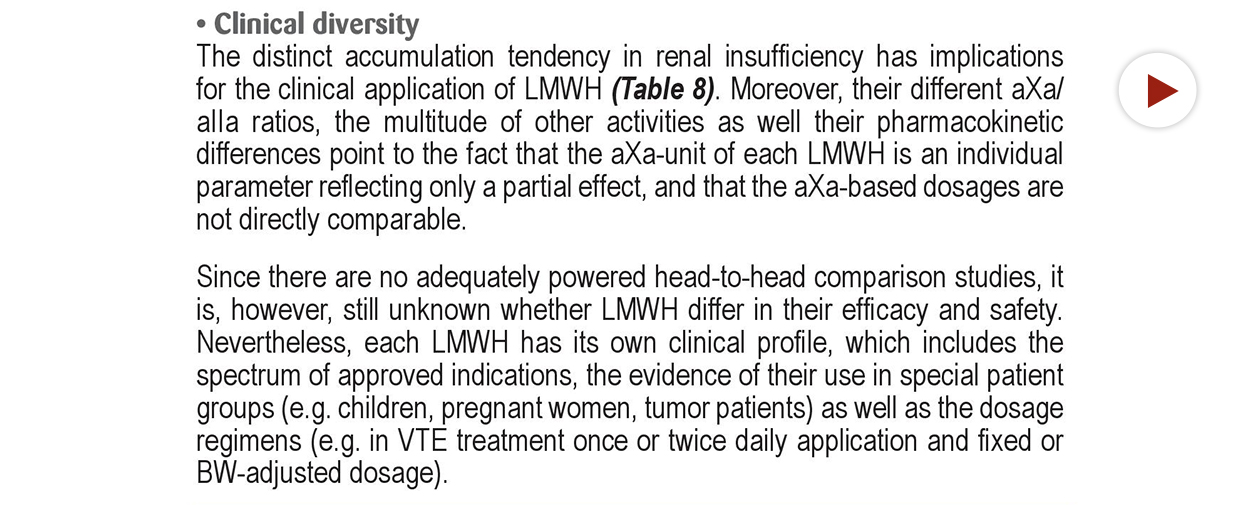 • Clinical diversity
The distinct accumulation tendency in renal insufficiency has implications
for the clinical application of LMWH (Table 8). Moreover, their different aXa/
aIIa ratios, the multitude of other activities as well their pharmacokinetic
differences point to the fact that the aXa-unit of each LMWH is an individual
parameter reflecting only a partial effect, and that the aXa-based dosages are
not directly comparable.
Since there are no adequately powered head-to-head comparison studies, it
is, however, still unknown whether LMWH differ in their efficacy and safety.
Nevertheless, each LMWH has its own clinical profile, which includes the
spectrum of approved indications, the evidence of their use in special patient
groups (e.g. children, pregnant women, tumor patients) as well as the dosage
regimens (e.g. in VTE treatment once or twice daily application and fixed or
BW-adjusted dosage).